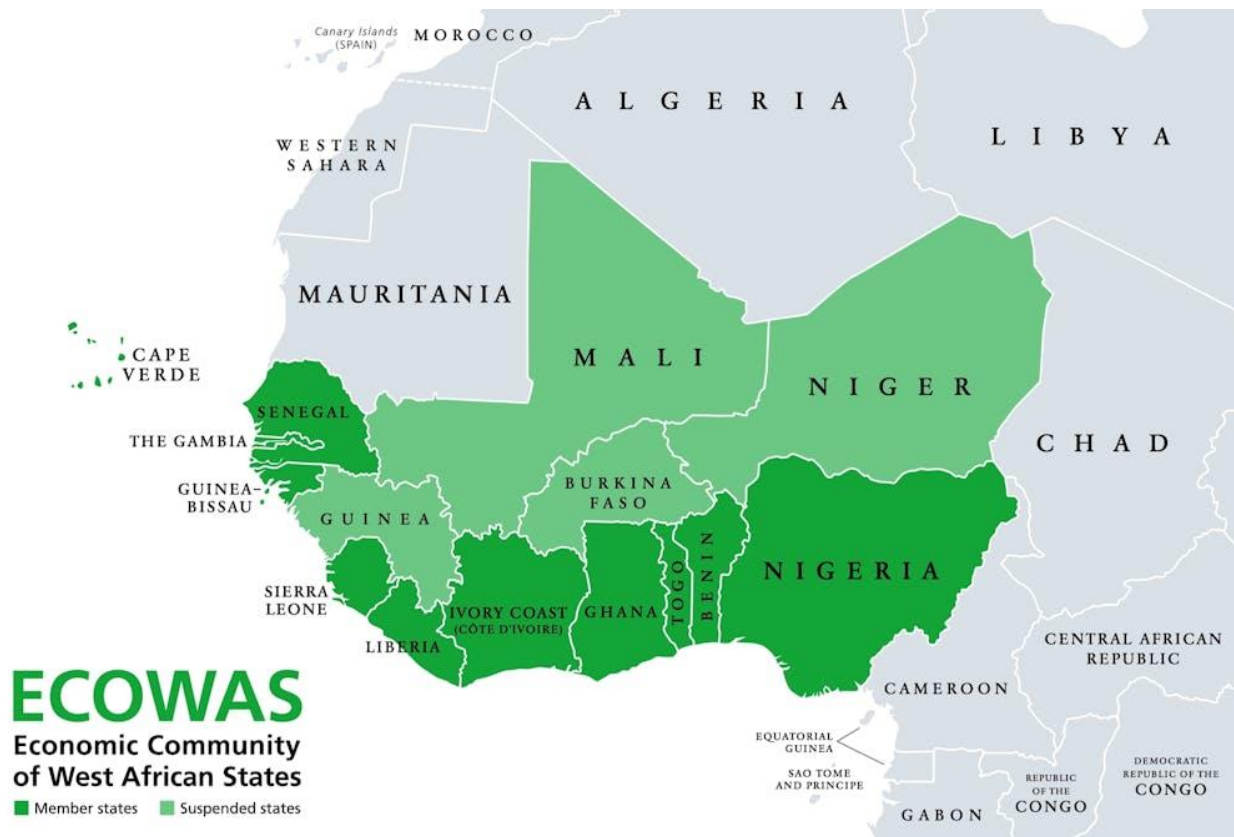 Canary Islands
(SPAIN)
MOROCCO
ALGERIA
LIBYA
WESTERN
SAHARA
MAURITANIA
MALI
NIGER
CHAD
CAPE
VERDE
SENEGAL
THE GAMBIA
GUINEA–
BISSAU
GUINEA
BURKINA
FASO
SIERRA
LEONE
LIBERIA
IVORY COAST
(CÔTE D'IVOIRE)
GHANA
TOGO
BENIN
NIGERIA
CENTRAL AFRICAN
REPUBLIC
CAMEROON
EQUATORIAL
GUINEA
SAO TOME
AND PRINCIPE
GABON
REPUBLIC
OF THE
CONGO
DEMOCRATIC
REPUBLIC OF THE
CONGO
ECOWAS
Economic Community
of West African States
Member states
Suspended states